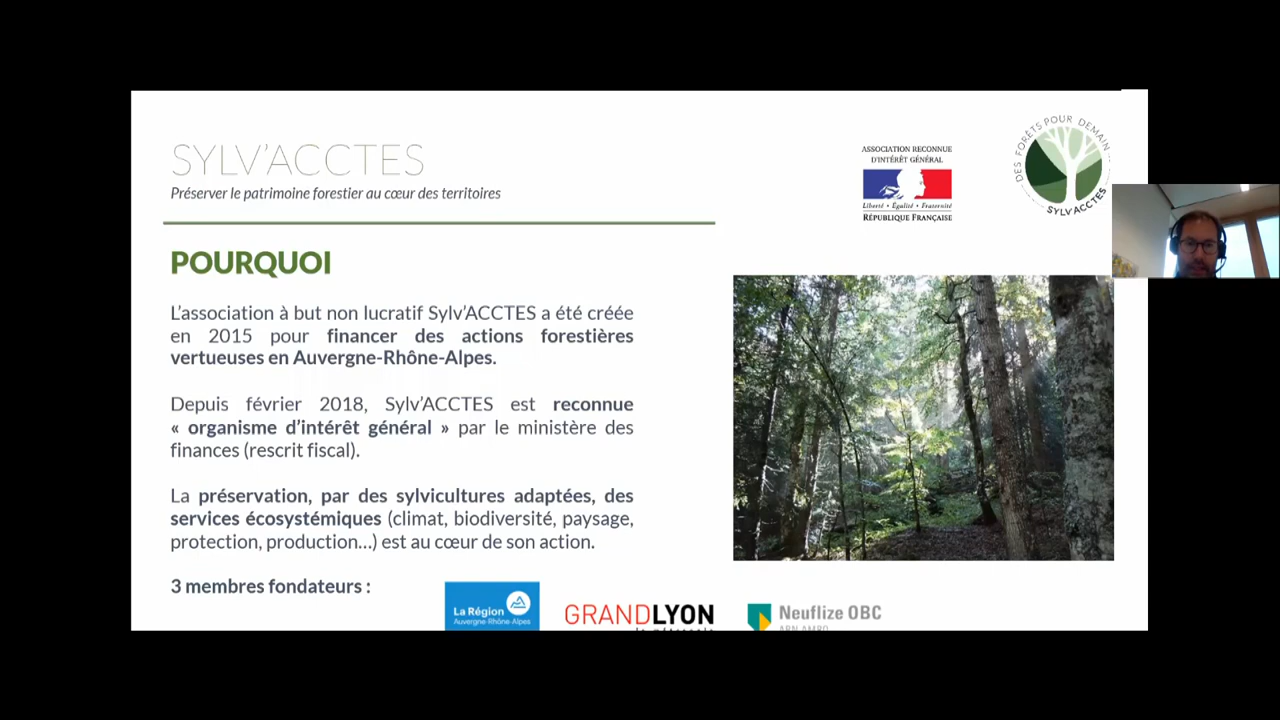 SYLV’ACCTES
Préserver le patrimoine forestier au cœur des territoires
ASSOCIATION RECONNUE
D’INTÉRÊT GÉNÉRAL
Liberté • Égalité • Fraternité
RÉPUBLIQUE FRANÇAISE
DES FORÊTS POUR DEMAIN
SYLV’ACCTES
POURQUOI
L’association à but non lucratif Sylv’ACCTES a été créée
en 2015 pour financer des actions forestières
vertueuses en Auvergne-Rhône-Alpes.
Depuis février 2018, Sylv’ACCTES est reconnue
« organisme d’intérêt général » par le ministère des
finances (rescrit fiscal).
La préservation, par des sylvicultures adaptées, des
services écosystémiques (climat, biodiversité, paysage,
protection, production…) est au cœur de son action.
3 membres fondateurs :
La Région
Auvergne-Rhône-Alpes
GRANDLYON
Neuflize OBC